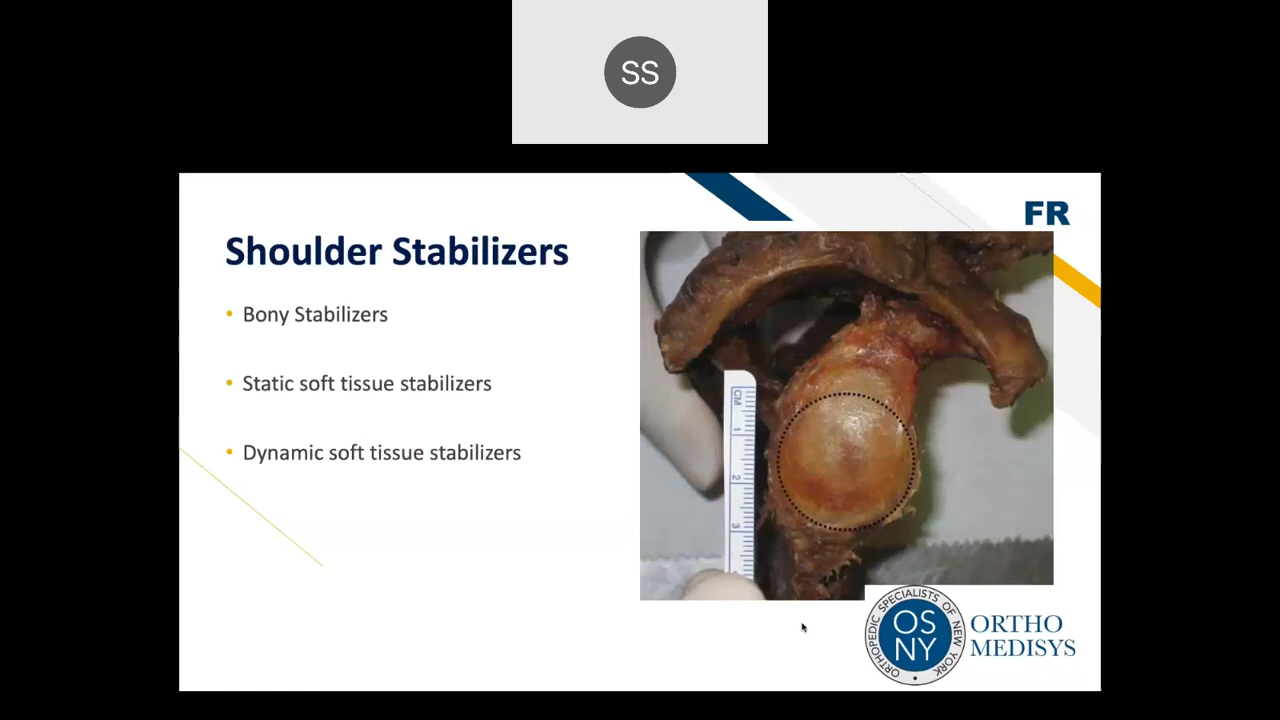 SS
FR
Shoulder Stabilizers
• Bony Stabilizers
• Static soft tissue stabilizers
• Dynamic soft tissue stabilizers
CM
1
2
3
ORTHOPEDIC SPECIALISTS OF NEW YORK
OS
NY
ORTHO
MEDISYS